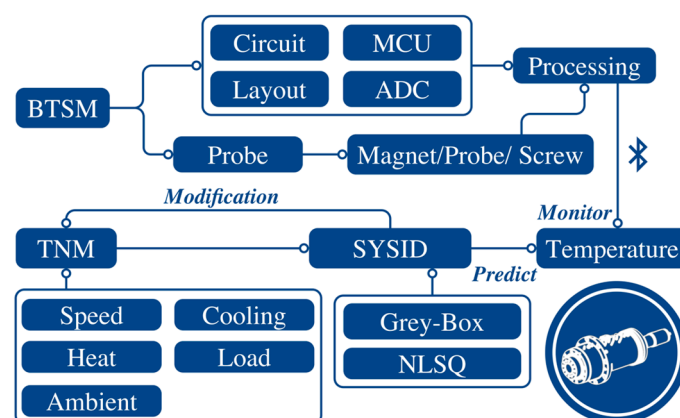 Circuit
MCU
Layout
ADC
Processing
BTSM
Probe
Magnet/Probe/ Screw
Modification
Monitor
TNM
SYSID
Temperature
Predict
Speed
Cooling
Heat
Load
Ambient
Grey-Box
NLSQ